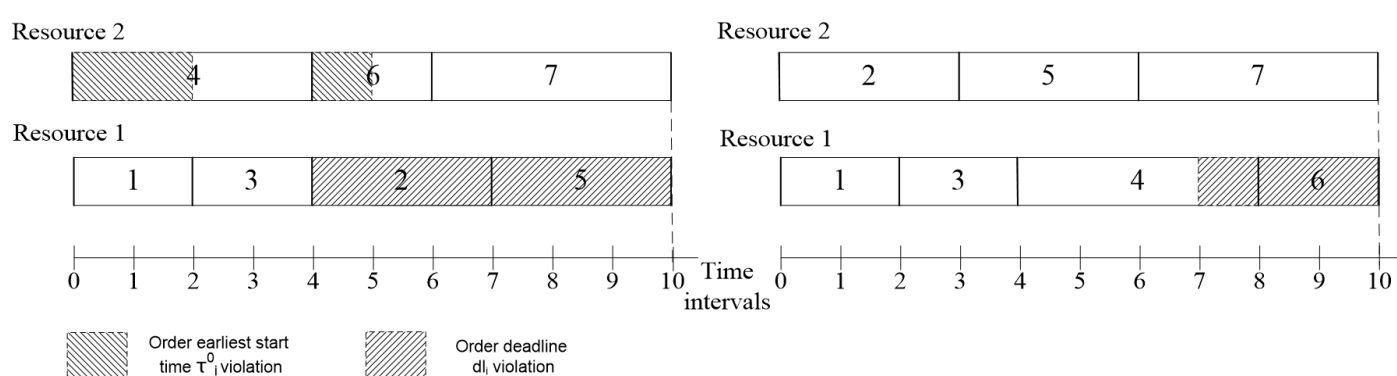 Resource 2
4 6 7
Resource 1
1 3 2 5
0 1 2 3 4 5 6 7 8 9 10
Resource 2
2 5 7
Resource 1
1 3 4 6
0 1 2 3 4 5 6 7 8 9 10
Time
intervals
Order earliest start
time τ⁰ⱼ violation
Order deadline
dlⱼ violation